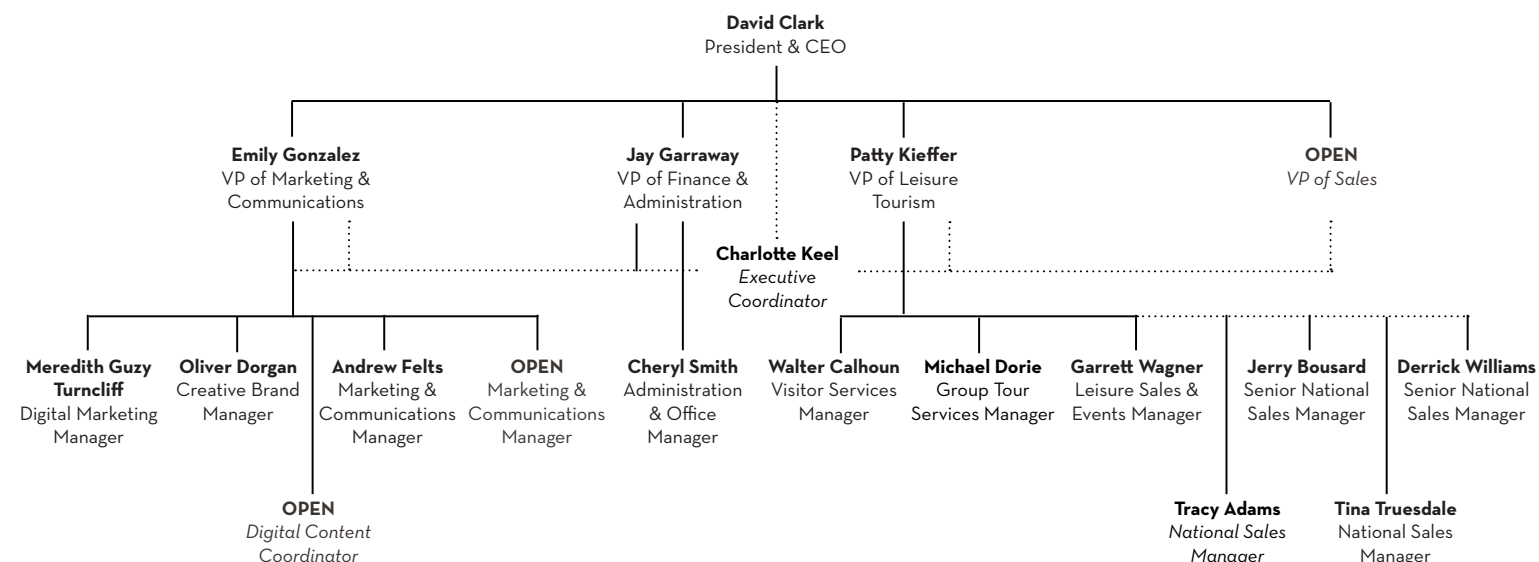 David Clark
President & CEO
Emily Gonzalez
VP of Marketing &
Communications
Jay Garraway
VP of Finance &
Administration
Patty Kieffer
VP of Leisure
Tourism
OPEN
VP of Sales
Charlotte Keel
Executive
Coordinator
Meredith Guzy
Turncliff
Digital Marketing
Manager
Oliver Dorgan
Creative Brand
Manager
Andrew Felts
Marketing &
Communications
Manager
OPEN
Marketing &
Communications
Manager
Cheryl Smith
Administration
& Office
Manager
Walter Calhoun
Visitor Services
Manager
Michael Dorie
Group Tour
Services Manager
Garrett Wagner
Leisure Sales &
Events Manager
Jerry Bousard
Senior National
Sales Manager
Derrick Williams
Senior National
Sales Manager
OPEN
Digital Content
Coordinator
Tracy Adams
National Sales
Manager
Tina Truesdale
National Sales
Manager